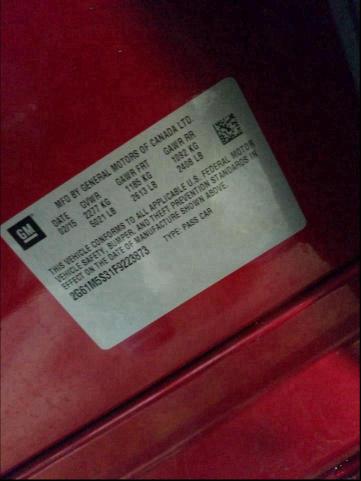 GM
MFD BY GENERAL MOTORS OF CANADA LTD.
DATE GVWR GAWR FRT GAWR RR
02/15 2277 KG 1185 KG 1092 KG
5021 LB 2613 LB 2408 LB
THIS VEHICLE CONFORMS TO ALL APPLICABLE U.S. FEDERAL MOTOR
VEHICLE SAFETY, BUMPER, AND THEFT PREVENTION STANDARDS IN
EFFECT ON THE DATE OF MANUFACTURE SHOWN ABOVE.
2G61M5S31F9223873 TYPE: PASS CAR